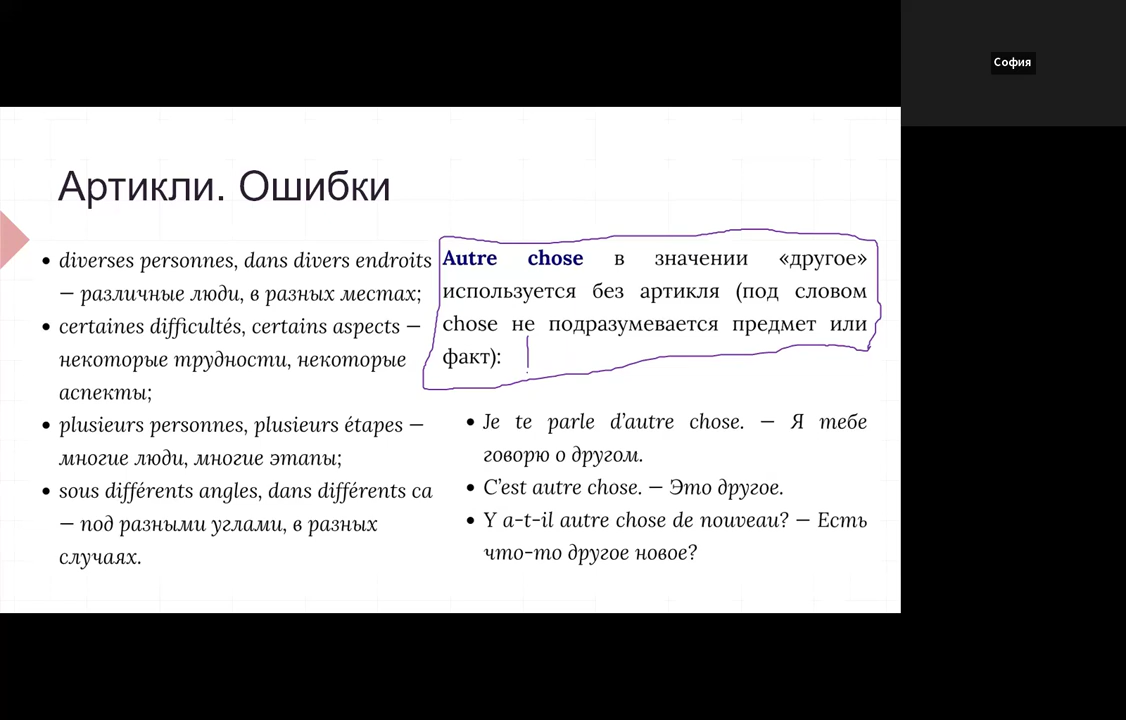 София
Артикли. Ошибки
• diverses personnes, dans divers endroits
— различные люди, в разных местах;
• certaines difficultés, certains aspects —
некоторые трудности, некоторые
аспекты;
• plusieurs personnes, plusieurs étapes —
многие люди, многие этапы;
• sous différents angles, dans différents ca
— под разными углами, в разных
случаях.
Autre chose в значении «другое»
используется без артикля (под словом
chose не подразумевается предмет или
факт):
• Je te parle d’autre chose. — Я тебе
говорю о другом.
• C’est autre chose. — Это другое.
• Y a-t-il autre chose de nouveau? — Есть
что-то другое новое?